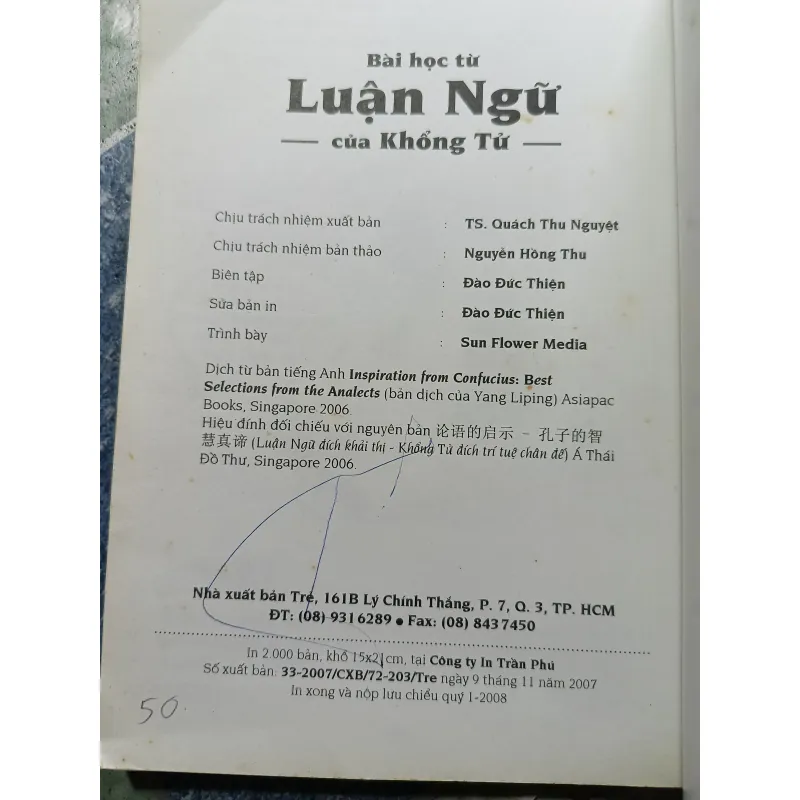 Bài học từ
Luận Ngữ
của Khổng Tử
Chịu trách nhiệm xuất bản : TS. Quách Thu Nguyệt
Chịu trách nhiệm bản thảo : Nguyễn Hồng Thu
Biên tập : Đào Đức Thiện
Sửa bản in : Đào Đức Thiện
Trình bày : Sun Flower Media
Dịch từ bản tiếng Anh Inspiration from Confucius: Best
Selections from the Analects (bản dịch của Yang Liping) Asiapac
Books, Singapore 2006.
Hiệu đính đối chiếu với nguyên bản 论语的启示 - 孔子的智
慧真谛 (Luận Ngữ đích khải thị - Khổng Tử đích trí tuệ chân đế) Á Thái
Đồ Thư, Singapore 2006.
Nhà xuất bản Trẻ, 161B Lý Chính Thắng, P. 7, Q. 3, TP. HCM
ĐT: (08) 9316289 • Fax: (08) 8437450
In 2.000 bản, khổ 15x21cm, tại Công ty In Trần Phú
Số xuất bản: 33-2007/CXB/72-203/Tre ngày 9 tháng 11 năm 2007
In xong và nộp lưu chiểu quý 1-2008
50